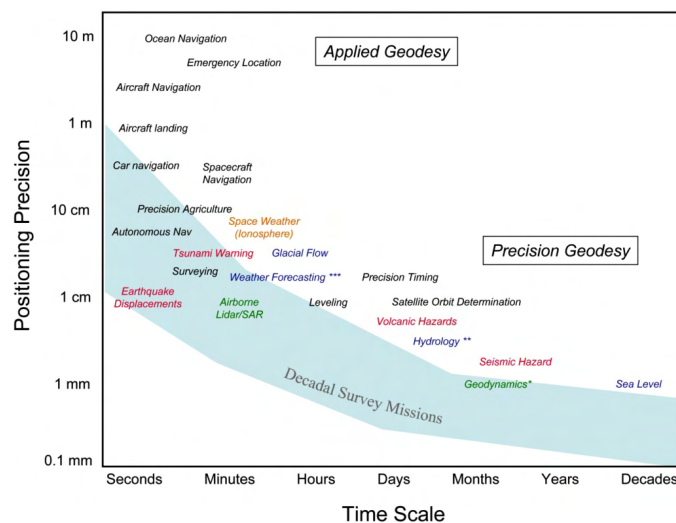 10 m
Ocean Navigation
Applied Geodesy
Emergency Location
Aircraft Navigation
1 m
Aircraft landing
Car navigation
Spacecraft
Navigation
10 cm
Precision Agriculture
Space Weather
(Ionosphere)
Autonomous Nav
Tsunami Warning
Glacial Flow
Precision Geodesy
Surveying
Weather Forecasting ***
Precision Timing
1 cm
Earthquake
Displacements
Airborne
Lidar/SAR
Leveling
Satellite Orbit Determination
Volcanic Hazards
Hydrology **
Seismic Hazard
1 mm
Geodynamics*
Sea Level
Decadal Survey Missions
0.1 mm
Positioning Precision
Seconds Minutes Hours Days Months Years Decades
Time Scale